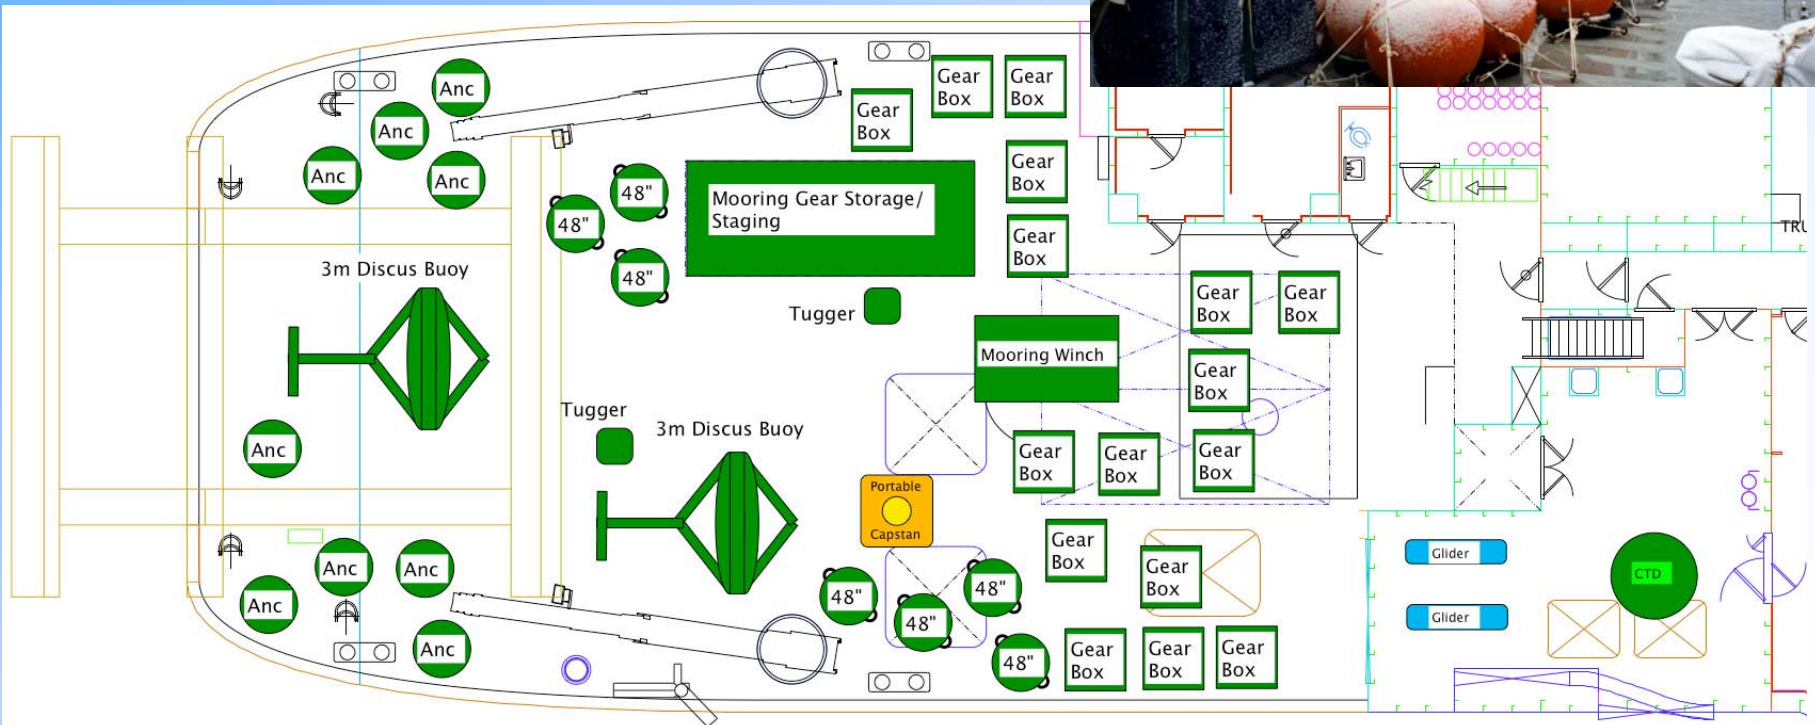 Anc
Anc
Anc
Anc
Gear
Box
Gear
Box
Gear
Box
Gear
Box
Gear
Box
48"
48"
48"
Mooring Gear Storage/
Staging
3m Discus Buoy
Tugger
Mooring Winch
Gear
Box
Gear
Box
Gear
Box
Gear
Box
Gear
Box
Gear
Box
Tugger
3m Discus Buoy
Anc
Portable
Capstan
Anc
Anc
Anc
Anc
48"
48"
48"
48"
Gear
Box
Gear
Box
Gear
Box
Gear
Box
Gear
Box
Glider
Glider
CTD
TRU